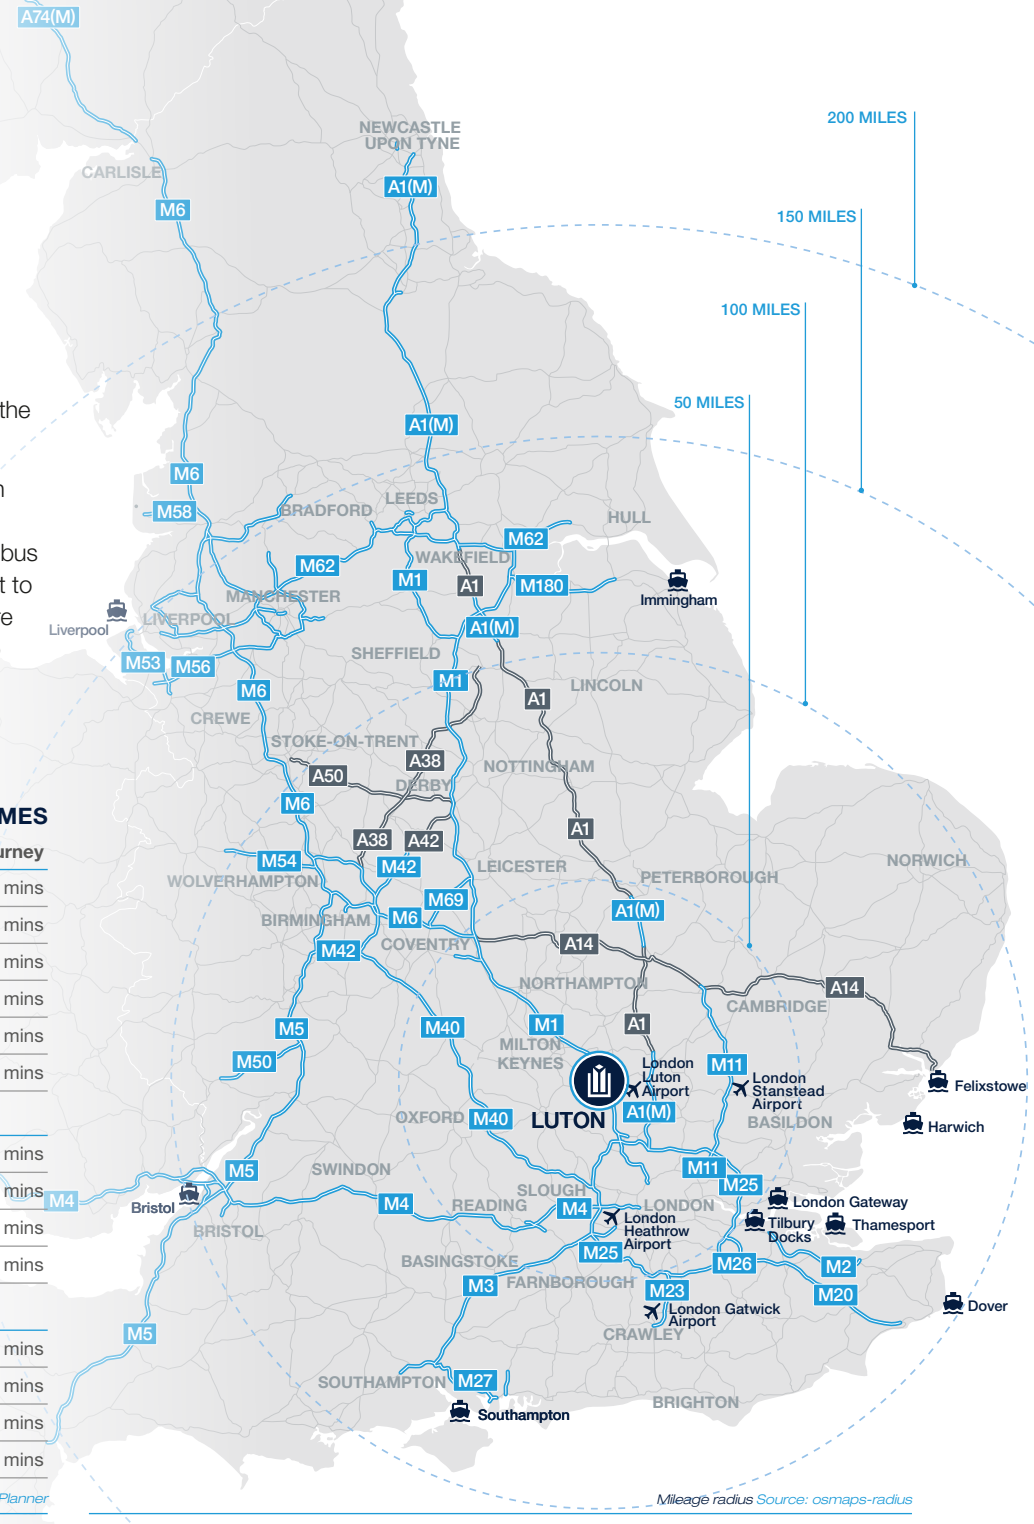 A74(M)
200 MILES
NEWCASTLE
UPON TYNE
CARLISLE
A1(M)
M6
150 MILES
100 MILES
50 MILES
the
A1(M)
M6
M58
LEEDS
BRADFORD
HULL
bus
M62
WAKEFIELD
M62
M1
A1
M180
t to
Immingham
MANCHESTER
LIVERPOOL
Liverpool
A1(M)
SHEFFIELD
M53
M56
M1
M6
LINCOLN
A1
CREWE
STOKE-ON-TRENT
A38
NOTTINGHAM
A50
DERBY
M6
MES
A1
urney
A38
A42
M54
M42
LEICESTER
NORWICH
WOLVERHAMPTON
PETERBOROUGH
mins
M69
A1(M)
BIRMINGHAM
M6
mins
COVENTRY
A14
M42
mins
NORTHAMPTON
A14
mins
CAMBRIDGE
M5
M40
M1
A1
mins
MILTON
KEYNES
M50
M11
mins
London
Luton
Airport
London
Stanstead
Airport
Felixstowe
OXFORD
M40
LUTON
A1(M)
BASILDON
Harwich
mins
M5
SWINDON
M11
M25
mins
M4
SLOUGH
Bristol
M4
READING
M4
LONDON
London Gateway
mins
BRISTOL
London
Heathrow
Airport
Tilbury
Docks
Thamesport
mins
BASINGSTOKE
M25
M26
M2
M3
FARNBOROUGH
M23
M20
London Gatwick
Airport
Dover
M5
CRAWLEY
mins
SOUTHAMPTON
M27
mins
BRIGHTON
Southampton
mins
mins
Planner
Mileage radius Source: osmaps-radius